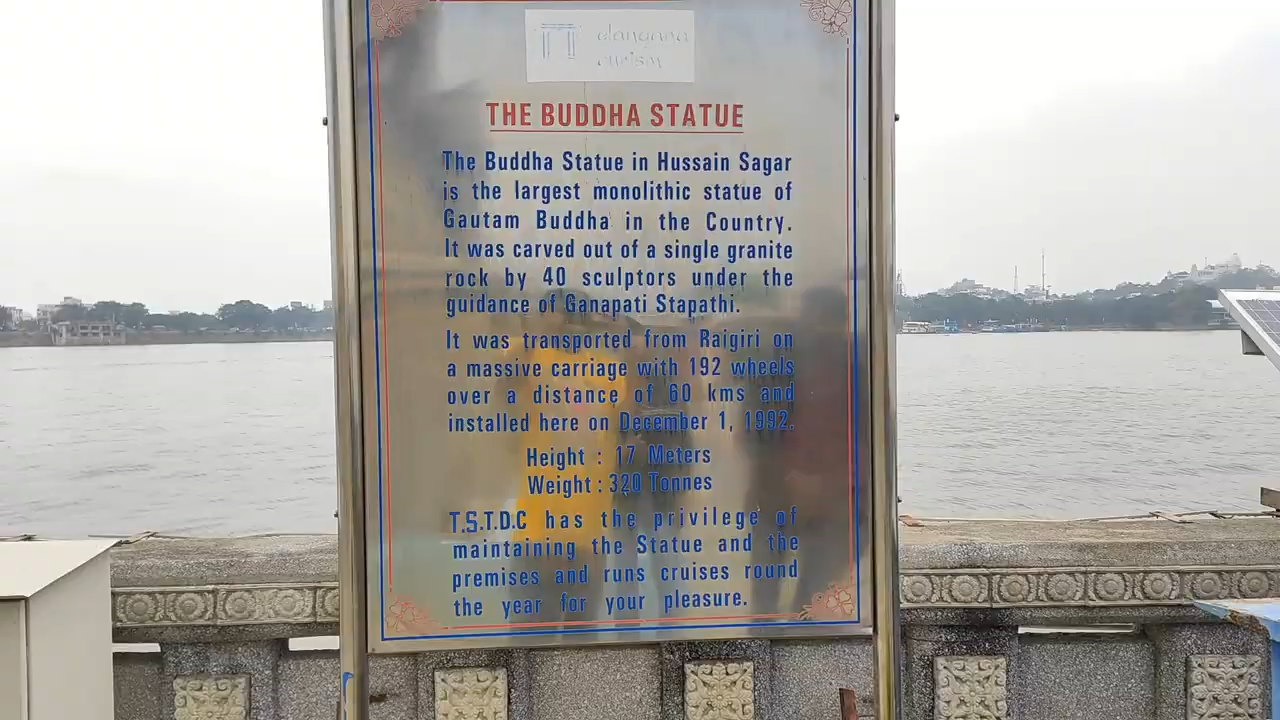 elangana
ourism
THE BUDDHA STATUE
The Buddha Statue in Hussain Sagar
is the largest monolithic statue of
Gautam Buddha in the Country.
It was carved out of a single granite
rock by 40 sculptors under the
guidance of Ganapati Stapathi.
It was transported from Raigiri on
a massive carriage with 192 wheels
over a distance of 60 kms and
installed here on December 1, 1992.
Height : 17 Meters
Weight : 320 Tonnes
T.S.T.D.C has the privilege of
maintaining the Statue and the
premises and runs cruises round
the year for your pleasure.